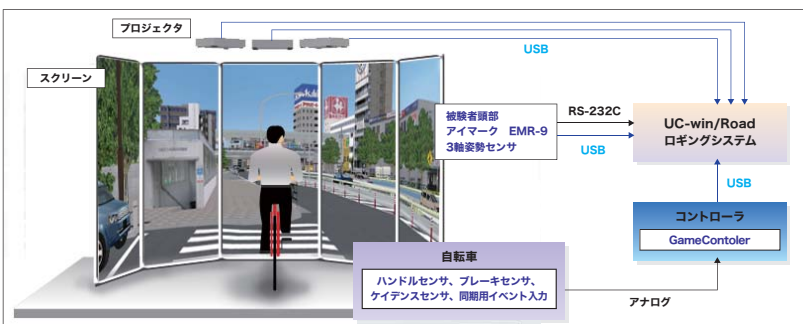 プロジェクタ
USB
スクリーン
被験者頭部
アイマーク EMR-9
3軸姿勢センサ
RS-232C
USB
UC-win/Road
ロギングシステム
USB
コントローラ
GameContoler
自転車
ハンドルセンサ、ブレーキセンサ、
ケイデンスセンサ、同期用イベント入力
アナログ